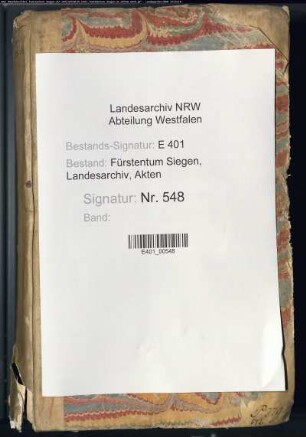 Landesarchiv NRW
Abteilung Westfalen
Bestands-Signatur: E 401
Bestand: Fürstentum Siegen,
Landesarchiv, Akten
Signatur: Nr. 548
Band:
E401_00548